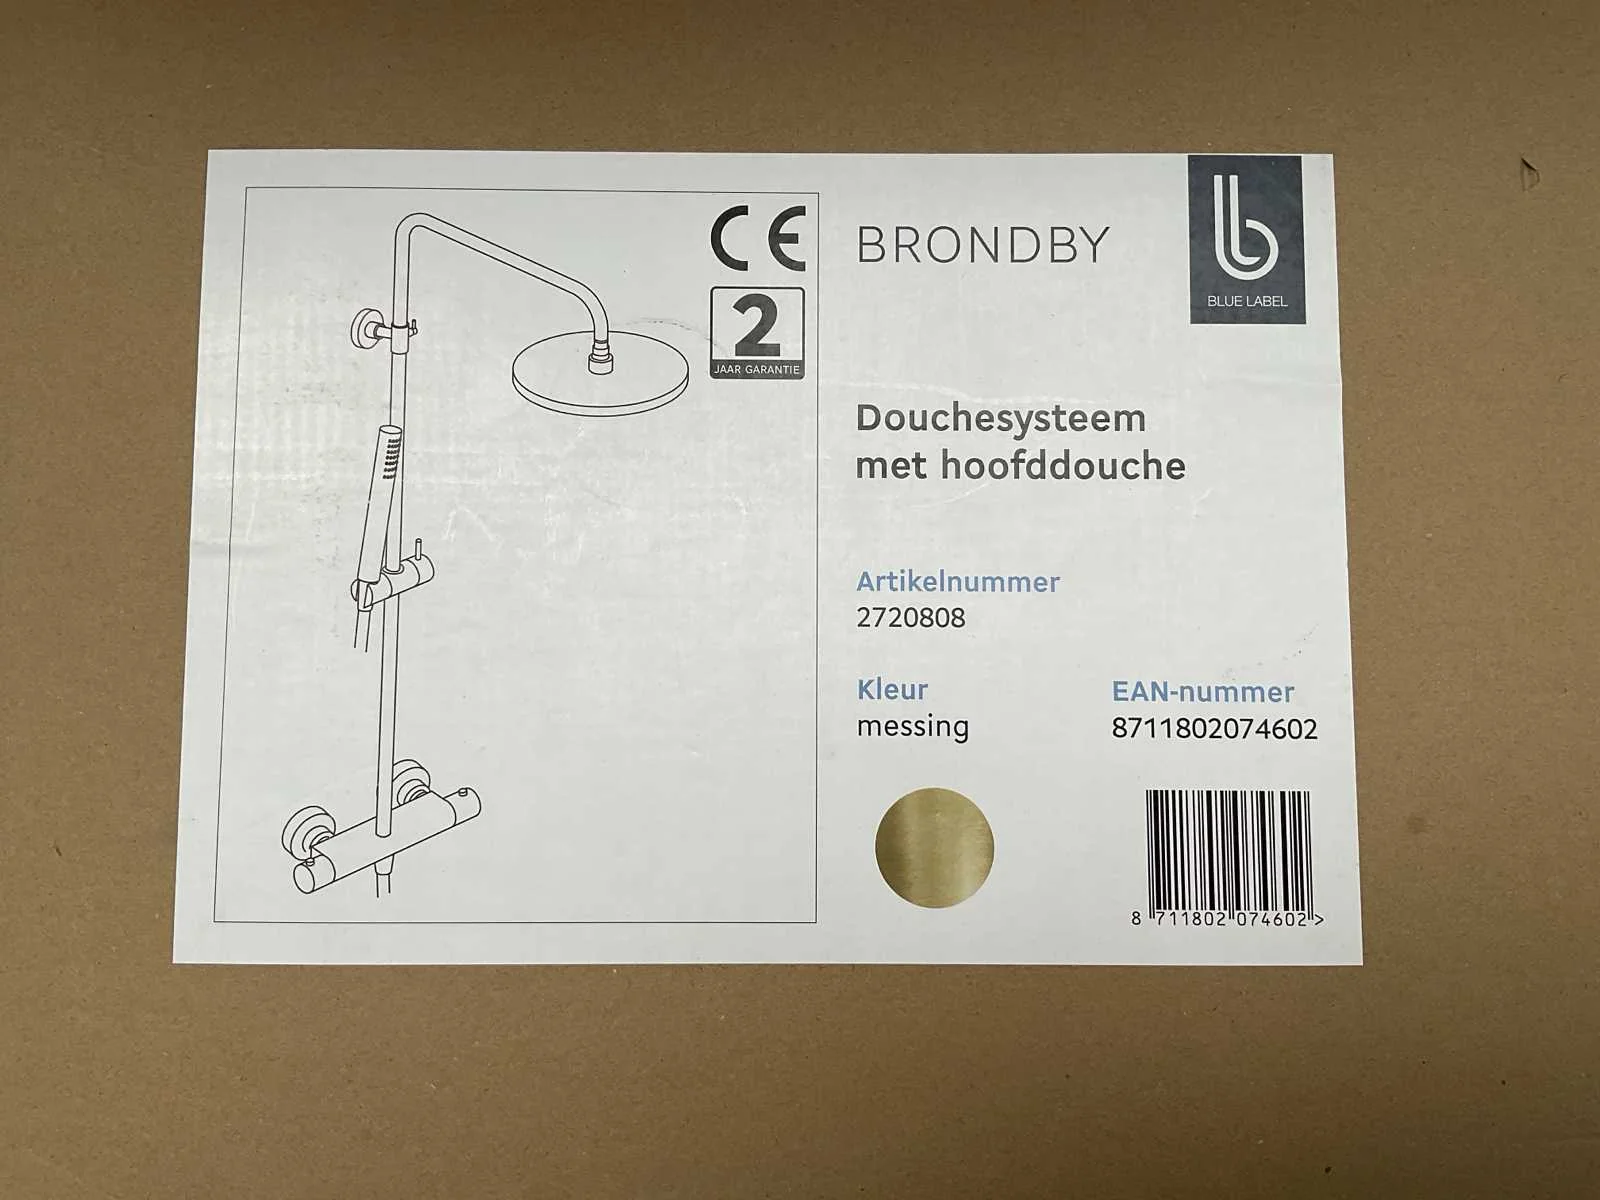 CE
2
JAAR GARANTIE
BRONDBY
b
BLUE LABEL
Douchesysteem
met hoofddouche
Artikelnummer
2720808
Kleur
messing
EAN-nummer
8711802074602
8 711802 074602 >